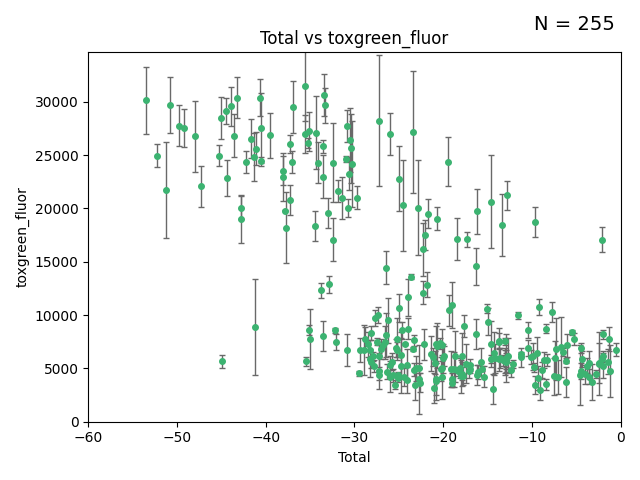 N = 255
Total vs toxgreen_fluor
toxgreen_fluor
30000
25000
20000
15000
10000
5000
0
−60 −50 −40 −30 −20 −10 0
Total